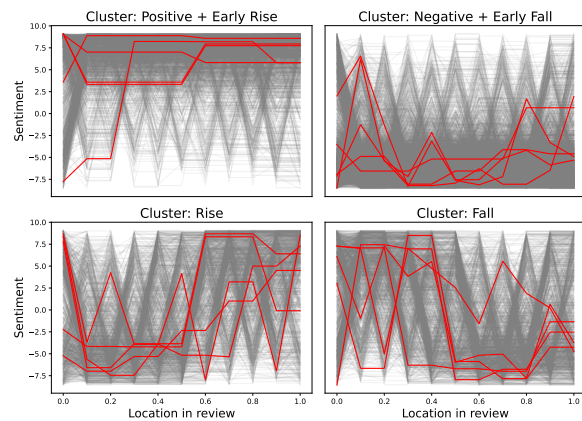 Cluster: Positive + Early Rise
Cluster: Negative + Early Fall
Sentiment
10.0
7.5
5.0
2.5
0.0
−2.5
−5.0
−7.5
Cluster: Rise
Cluster: Fall
Sentiment
10.0
7.5
5.0
2.5
0.0
−2.5
−5.0
−7.5
0.0 0.2 0.4 0.6 0.8 1.0
0.0 0.2 0.4 0.6 0.8 1.0
Location in review
Location in review